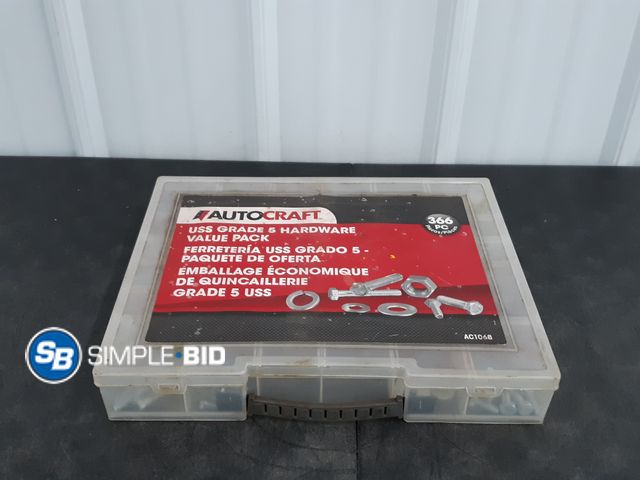 AUTOCRAFT
USS GRADE 5 HARDWARE
VALUE PACK
FERRETERÍA USS GRADO 5 -
PAQUETE DE OFERTA
EMBALLAGE ÉCONOMIQUE
DE QUINCAILLERIE
GRADE 5 USS
366
PC
AC1068
SB SIMPLE·BID